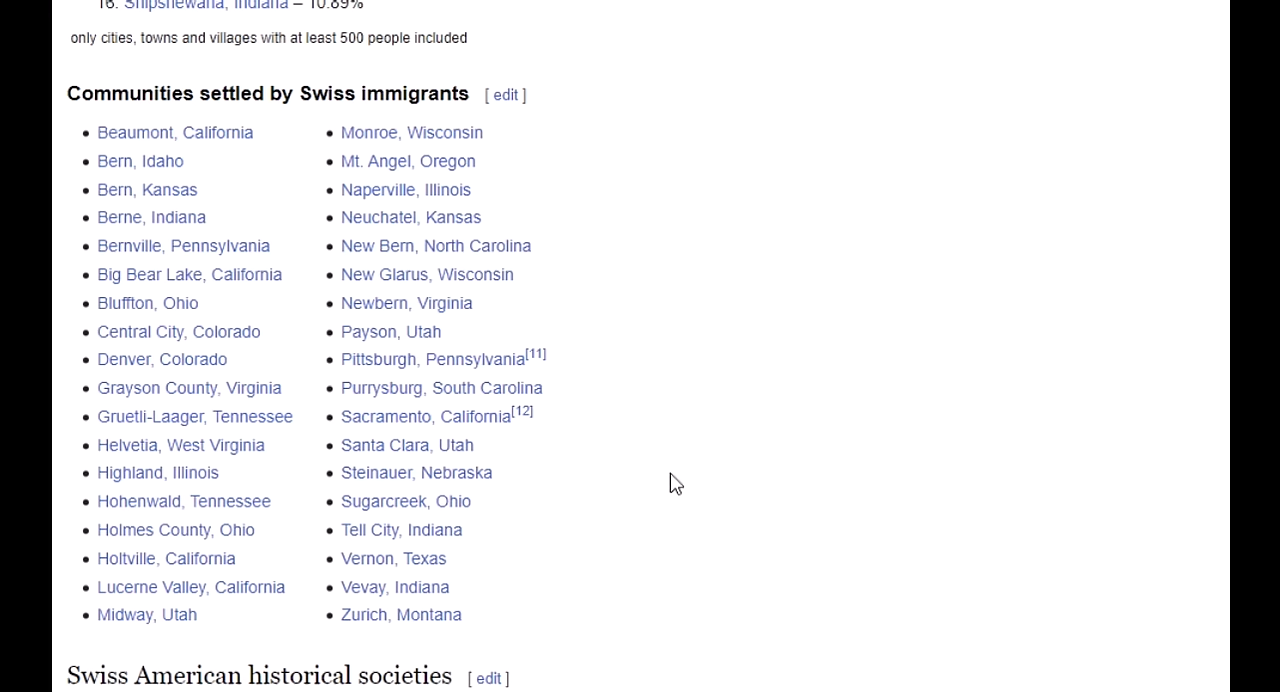 16. Shipshewana, Indiana – 10.89%
only cities, towns and villages with at least 500 people included
Communities settled by Swiss immigrants [ edit ]
• Beaumont, California
• Bern, Idaho
• Bern, Kansas
• Berne, Indiana
• Bernville, Pennsylvania
• Big Bear Lake, California
• Bluffton, Ohio
• Central City, Colorado
• Denver, Colorado
• Grayson County, Virginia
• Gruetli-Laager, Tennessee
• Helvetia, West Virginia
• Highland, Illinois
• Hohenwald, Tennessee
• Holmes County, Ohio
• Holtville, California
• Lucerne Valley, California
• Midway, Utah
• Monroe, Wisconsin
• Mt. Angel, Oregon
• Naperville, Illinois
• Neuchatel, Kansas
• New Bern, North Carolina
• New Glarus, Wisconsin
• Newbern, Virginia
• Payson, Utah
• Pittsburgh, Pennsylvania[11]
• Purrysburg, South Carolina
• Sacramento, California[12]
• Santa Clara, Utah
• Steinauer, Nebraska
• Sugarcreek, Ohio
• Tell City, Indiana
• Vernon, Texas
• Vevay, Indiana
• Zurich, Montana
Swiss American historical societies [ edit ]